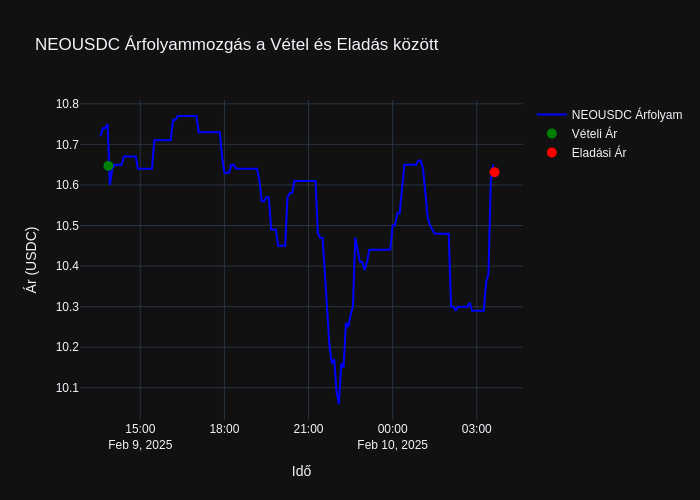 NEOUSDC Árfolyammozgás a Vétel és Eladás között
NEOUSDC Árfolyam
Vételi Ár
Eladási Ár
Ár (USDC)
10.8
10.7
10.6
10.5
10.4
10.3
10.2
10.1
15:00
18:00
21:00
00:00
03:00
Feb 9, 2025
Feb 10, 2025
Idő